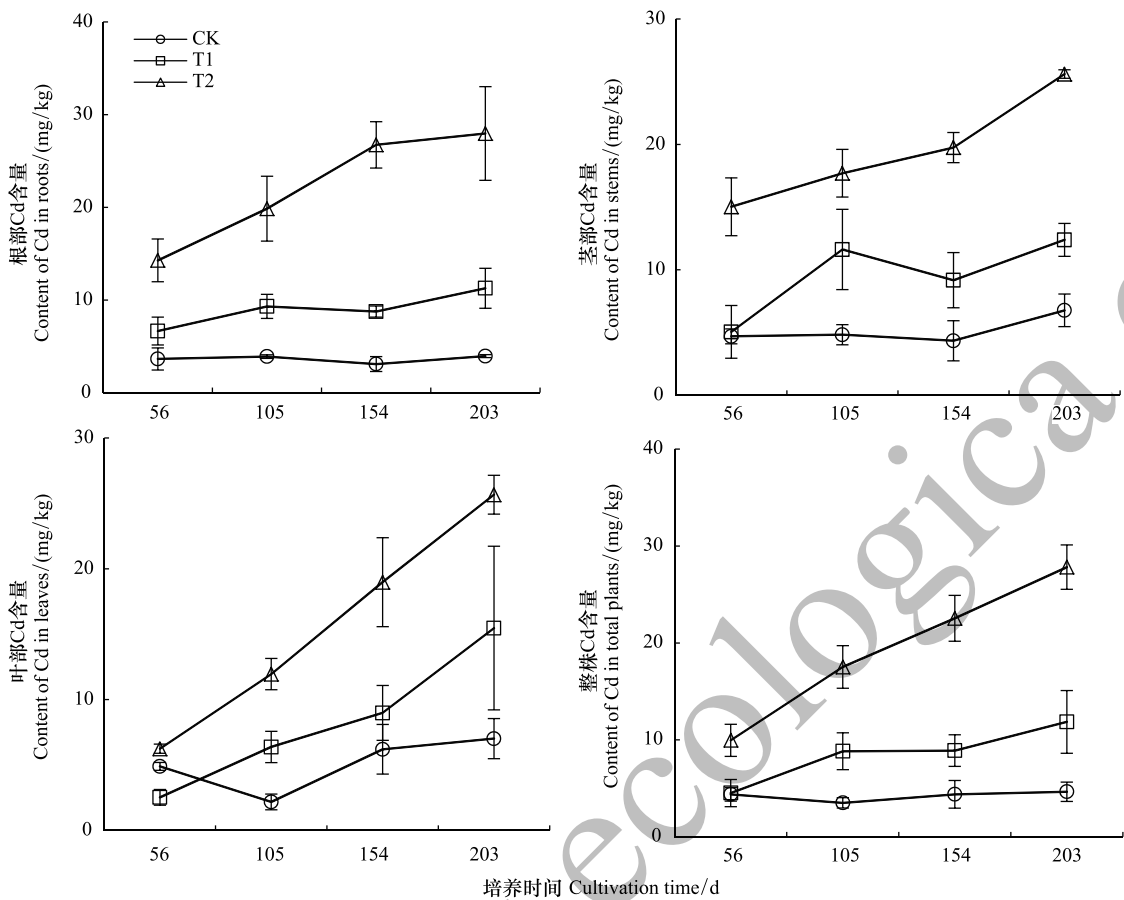 40
30
20
10
0
根部Cd含量
Content of Cd in roots/(mg/kg)
CK
T1
T2
56 105 154 203
30
20
10
0
茎部Cd含量
Content of Cd in stems/(mg/kg)
56 105 154 203
30
20
10
0
叶部Cd含量
Content of Cd in leaves/(mg/kg)
56 105 154 203
40
30
20
10
0
整株Cd含量
Content of Cd in total plants/(mg/kg)
56 105 154 203
培养时间 Cultivation time/d
ecologica